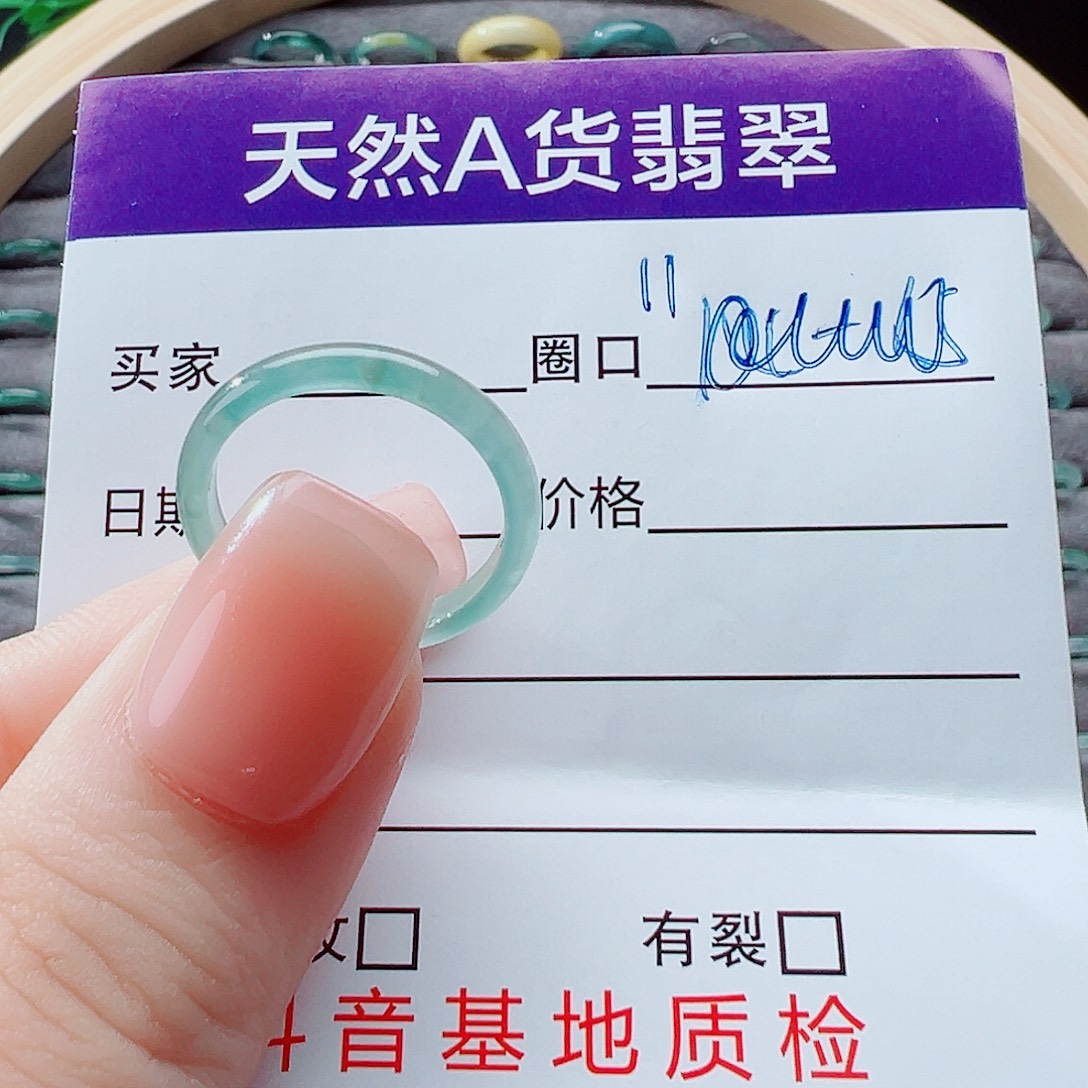 天然A货翡翠
买家 圈口 11
日期 价格
有裂
音基地质检